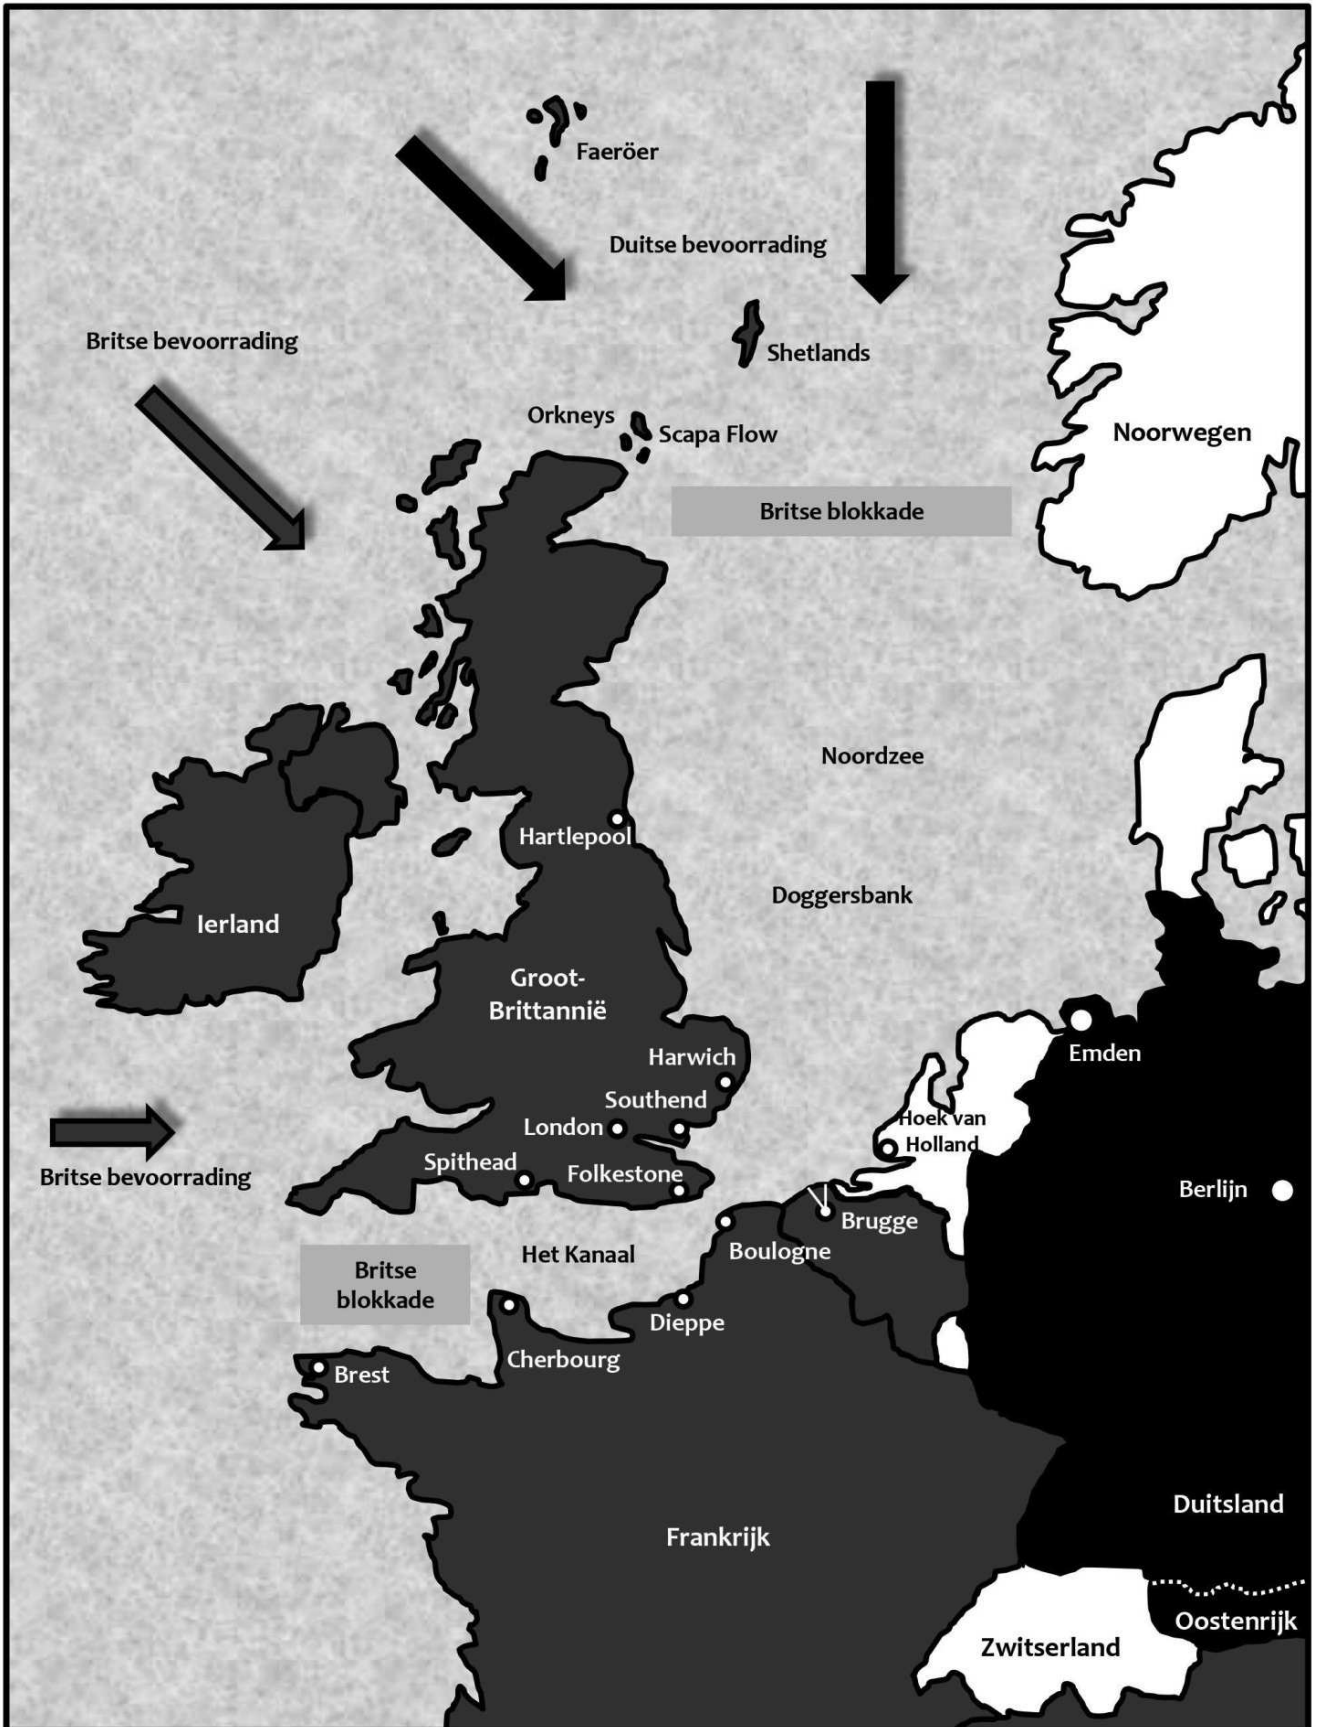 Faeröer
Duitse bevoorrading
Britse bevoorrading
Shetlands
Orkneys
Scapa Flow
Noorwegen
Britse blokkade
Noordzee
Hartlepool
Doggersbank
Ierland
Groot-
Brittannië
Harwich
Emden
Southend
Hoek van
Holland
London
Britse bevoorrading
Spithead
Folkestone
Berlijn
Brugge
Boulogne
Het Kanaal
Britse
blokkade
Dieppe
Cherbourg
Brest
Duitsland
Frankrijk
Oostenrijk
Zwitserland